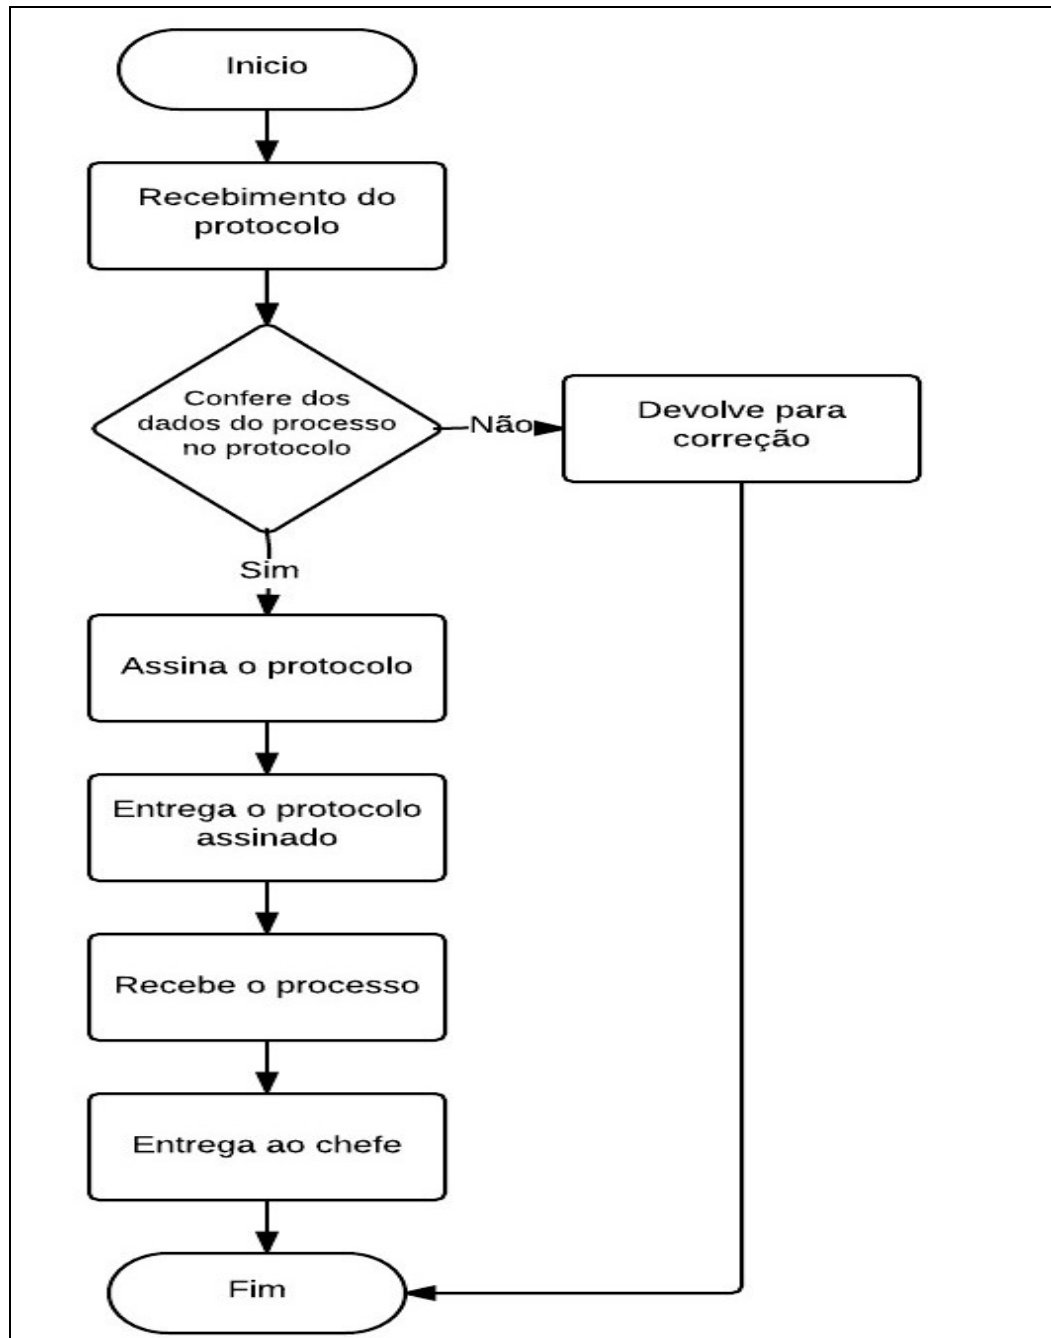 Inicio
Recebimento do
protocolo
Confere dos
dados do processo
no protocolo
Não
Devolve para
correção
Sim
Assina o protocolo
Entrega o protocolo
assinado
Recebe o processo
Entrega ao chefe
Fim